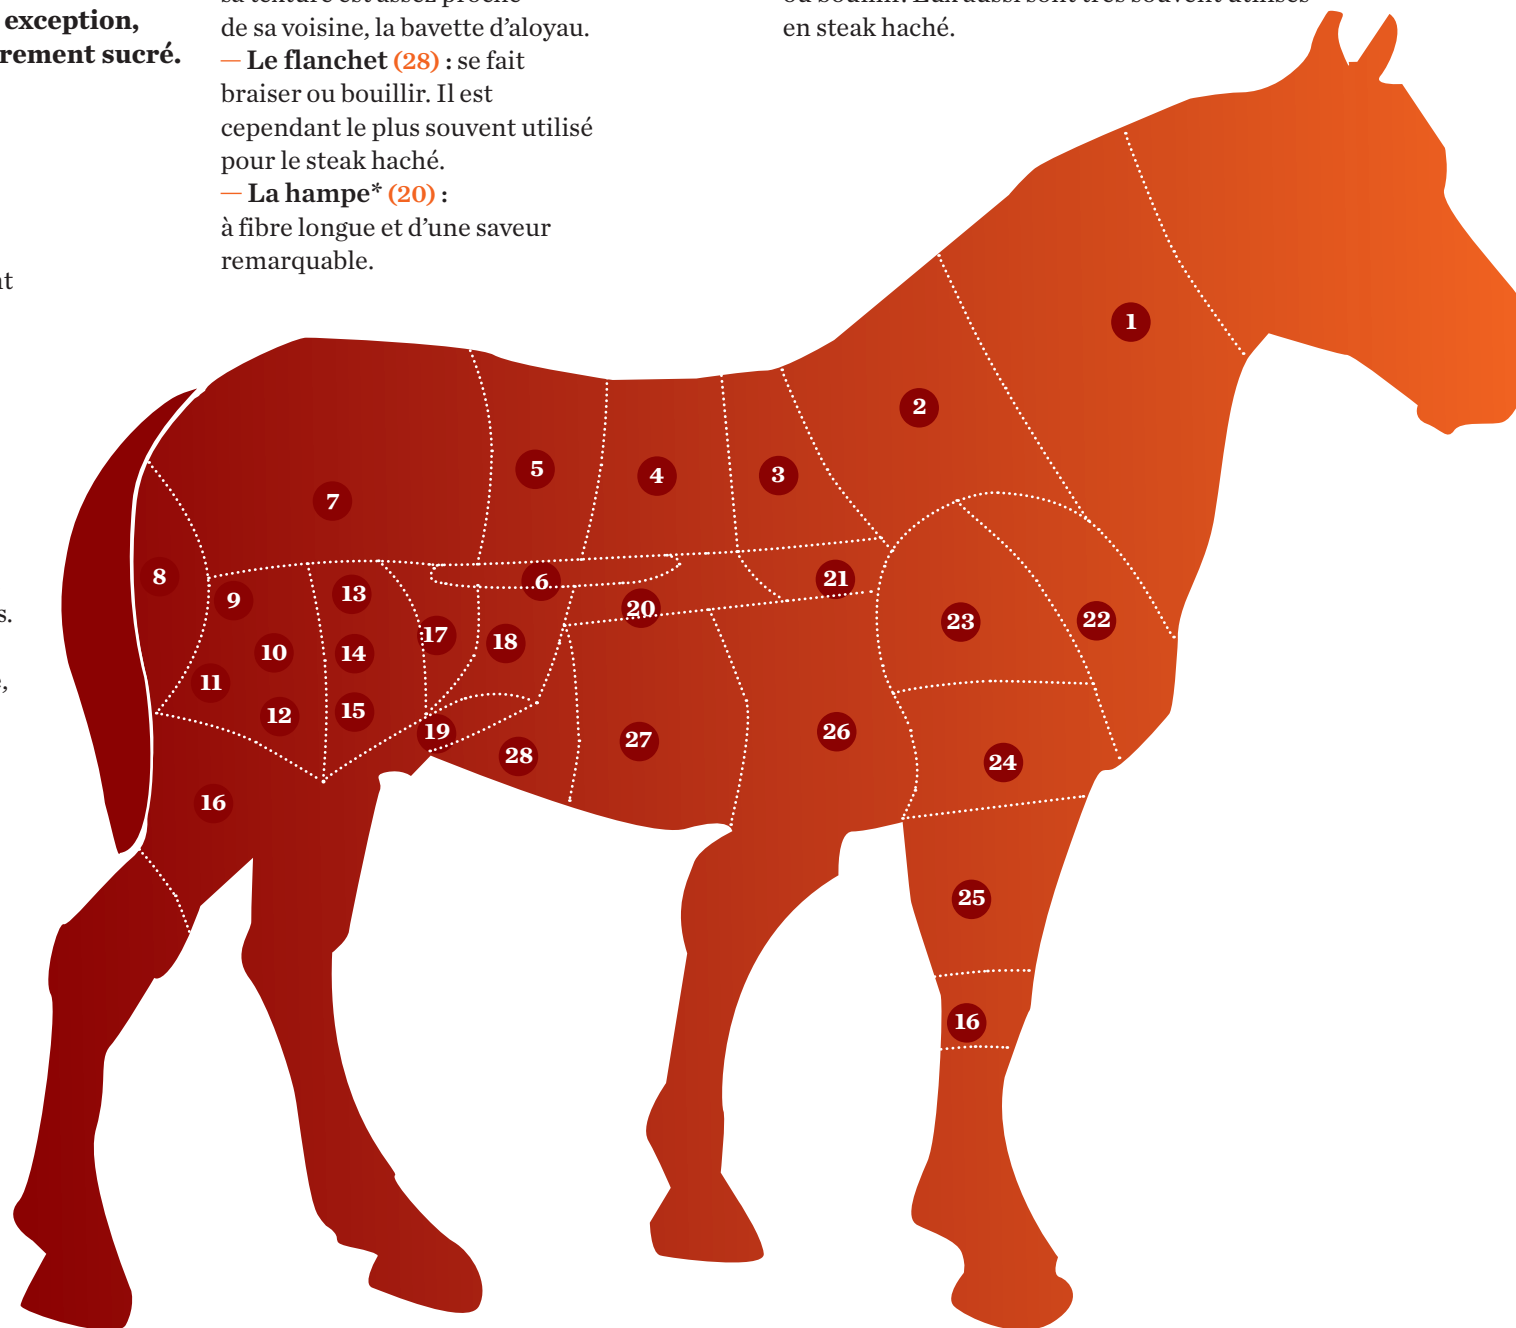 exception,
rement sucré.
nt
s.
de sa voisine, la bavette d’aloyau.
— Le flanchet (28) : se fait
braiser ou bouillir. Il est
cependant le plus souvent utilisé
pour le steak haché.
— La hampe* (20) :
à fibre longue et d’une saveur
remarquable.
en steak haché.
1
2
3
4
5
6
7
8
9
10
11
12
13
14
15
16
17
18
19
20
21
22
23
24
25
26
27
28
16